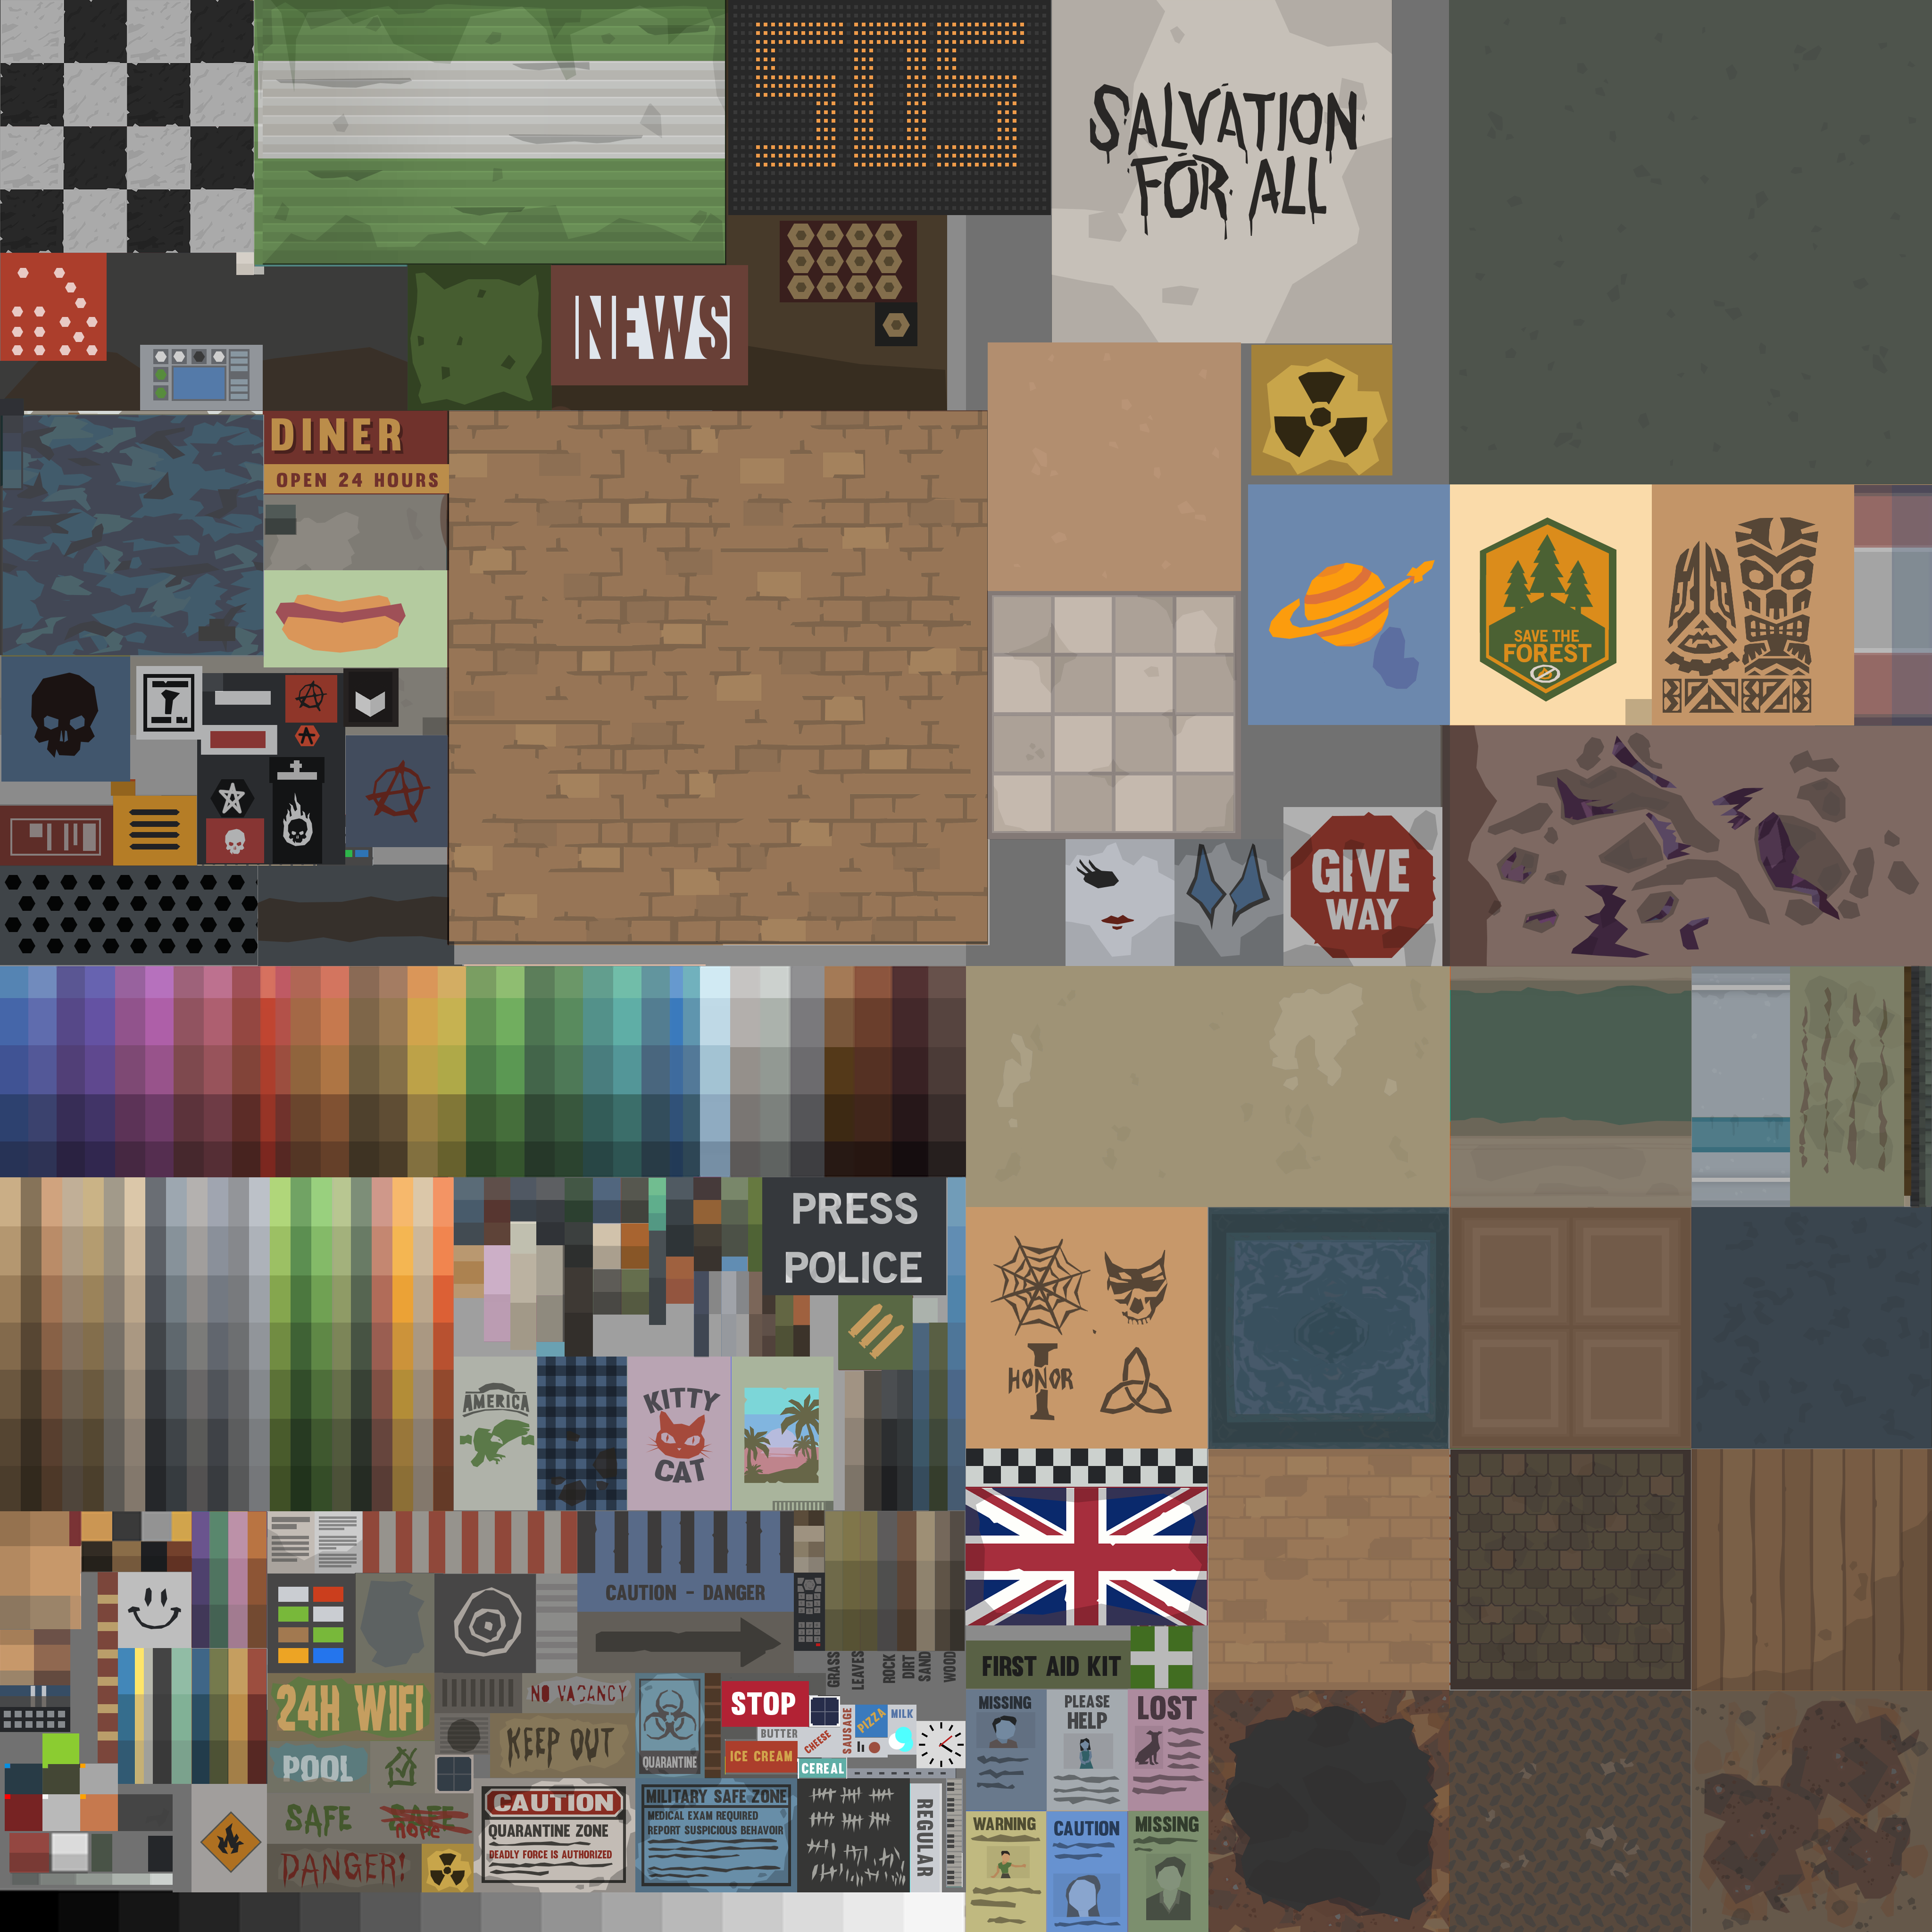 505
SALVATION
FOR ALL
NEWS
DINER
OPEN 24 HOURS
SAVE THE
FOREST
GIVE
WAY
PRESS
POLICE
HONOR
AMERICA
KITTY
CAT
CAUTION - DANGER
FIRST AID KIT
GRASS
LEAVES
ROCK
DIRT
SAND
WOOD
24H WIFI
NO VACANCY
KEEP OUT
QUARANTINE
STOP
BUTTER
ICE CREAM
CHEESE
SAUSAGE
PIZZA
MILK
CEREAL
POOL
SAFE
SAFE
nope
DANGER!
CAUTION
QUARANTINE ZONE
DEADLY FORCE IS AUTHORIZED
MILITARY SAFE ZONE
MEDICAL EXAM REQUIRED
REPORT SUSPICIOUS BEHAVOIR
REGULAR
MISSING
PLEASE
HELP
LOST
WARNING
CAUTION
MISSING